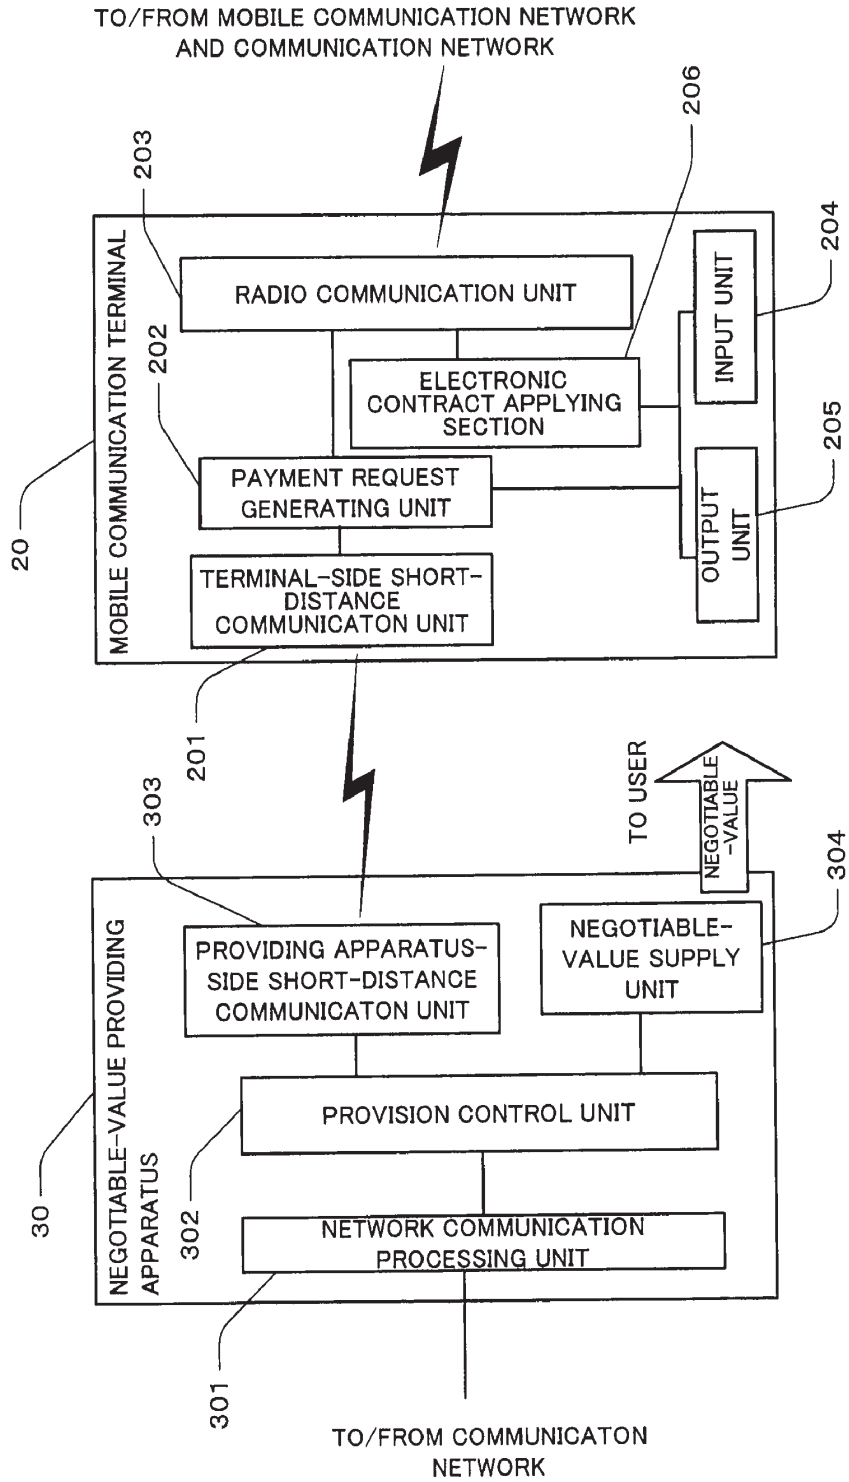 TO/FROM MOBILE COMMUNICATION NETWORK
AND COMMUNICATION NETWORK
20
MOBILE COMMUNICATION TERMINAL
203
RADIO COMMUNICATION UNIT
206
ELECTRONIC
CONTRACT APPLYING
SECTION
202
PAYMENT REQUEST
GENERATING UNIT
TERMINAL-SIDE SHORT-
DISTANCE
COMMUNICATON UNIT
201
INPUT UNIT
204
OUTPUT
UNIT
205
TO USER
NEGOTIABLE
-VALUE
30
NEGOTIABLE-VALUE PROVIDING
APPARATUS
303
PROVIDING APPARATUS-
SIDE SHORT-DISTANCE
COMMUNICATON UNIT
NEGOTIABLE-
VALUE SUPPLY
UNIT
304
PROVISION CONTROL UNIT
302
NETWORK COMMUNICATION
PROCESSING UNIT
301
TO/FROM COMMUNICATON
NETWORK